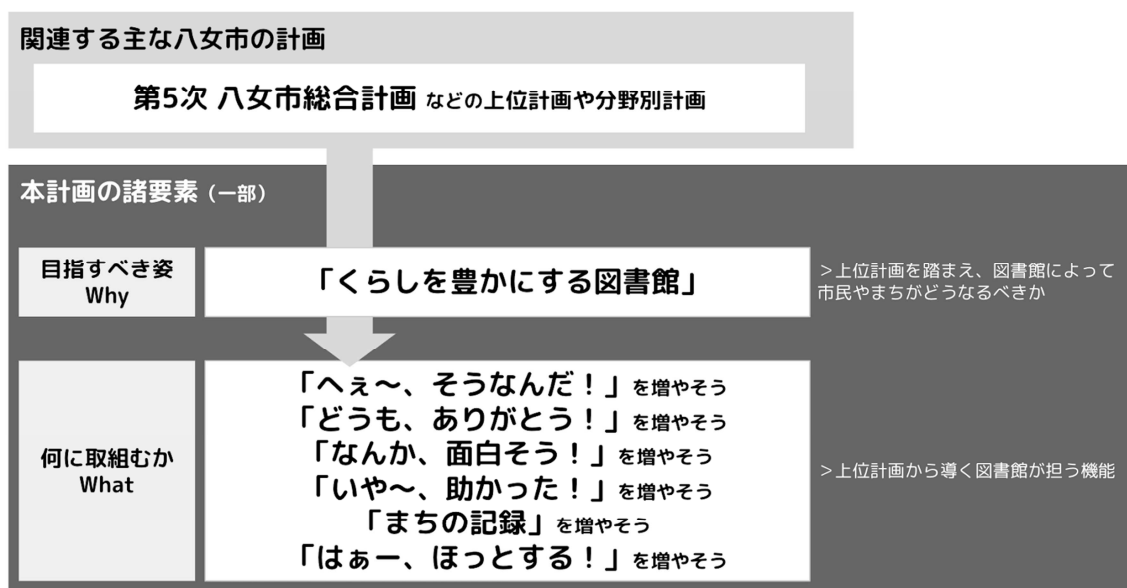 関連する主な八女市の計画
第5次 八女市総合計画 などの上位計画や分野別計画
本計画の諸要素（一部）
目指すべき姿
Why
「くらしを豊かにする図書館」
＞上位計画を踏まえ、図書館によって
市民やまちがどうなるべきか
何に取組むか
What
「へぇ～、そうなんだ！」を増やそう
「どうも、ありがとう！」を増やそう
「なんか、面白そう！」を増やそう
「いや～、助かった！」を増やそう
「まちの記録」を増やそう
「はぁー、ほっとする！」を増やそう
＞上位計画から導く図書館が担う機能